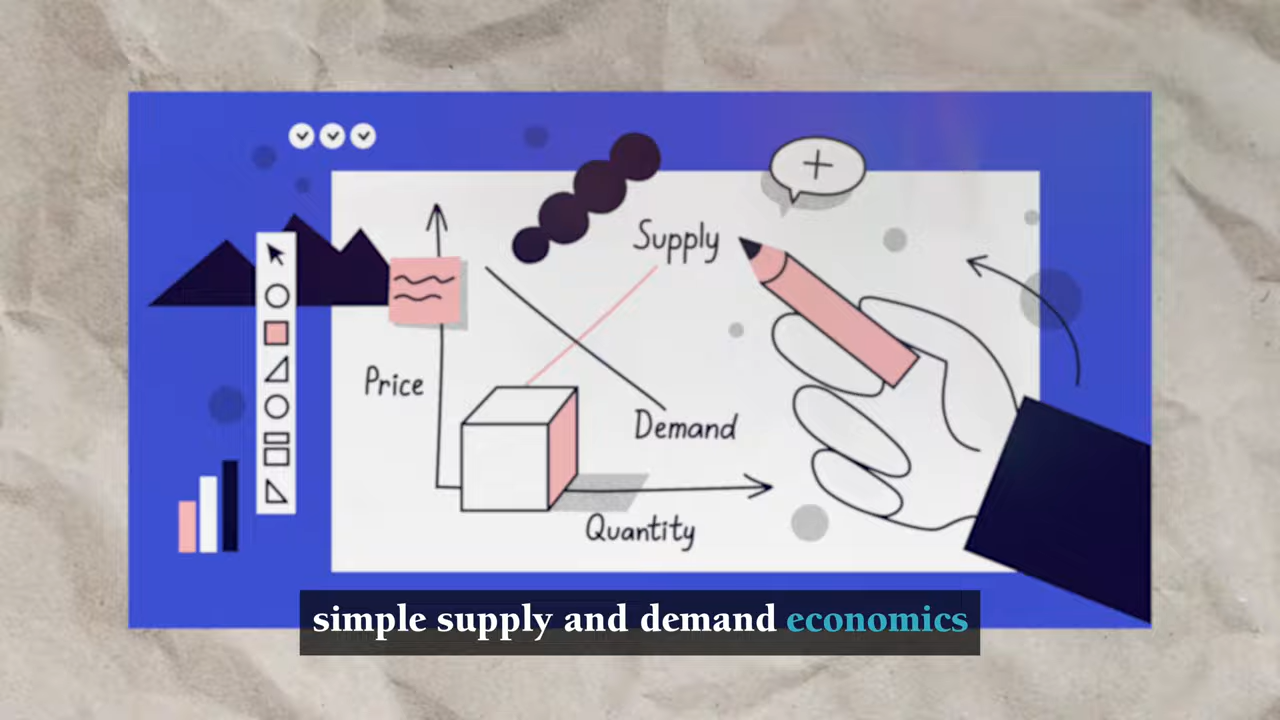 Supply
Price
Demand
Quantity
simple supply and demand economics